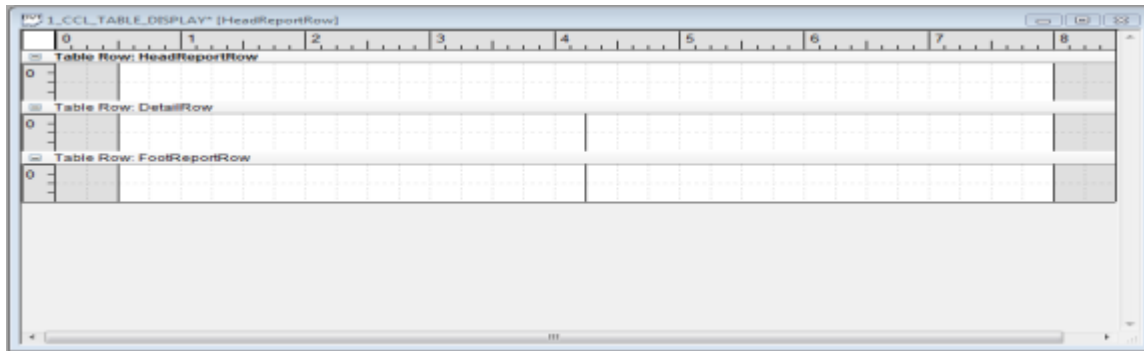 1_CCL_TABLE_DISPLAY* [HeadReportRow]
0 1 2 3 4 5 6 7 8
Table Row: HeadReportRow
0
Table Row: DetailRow
0
Table Row: FootReportRow
0